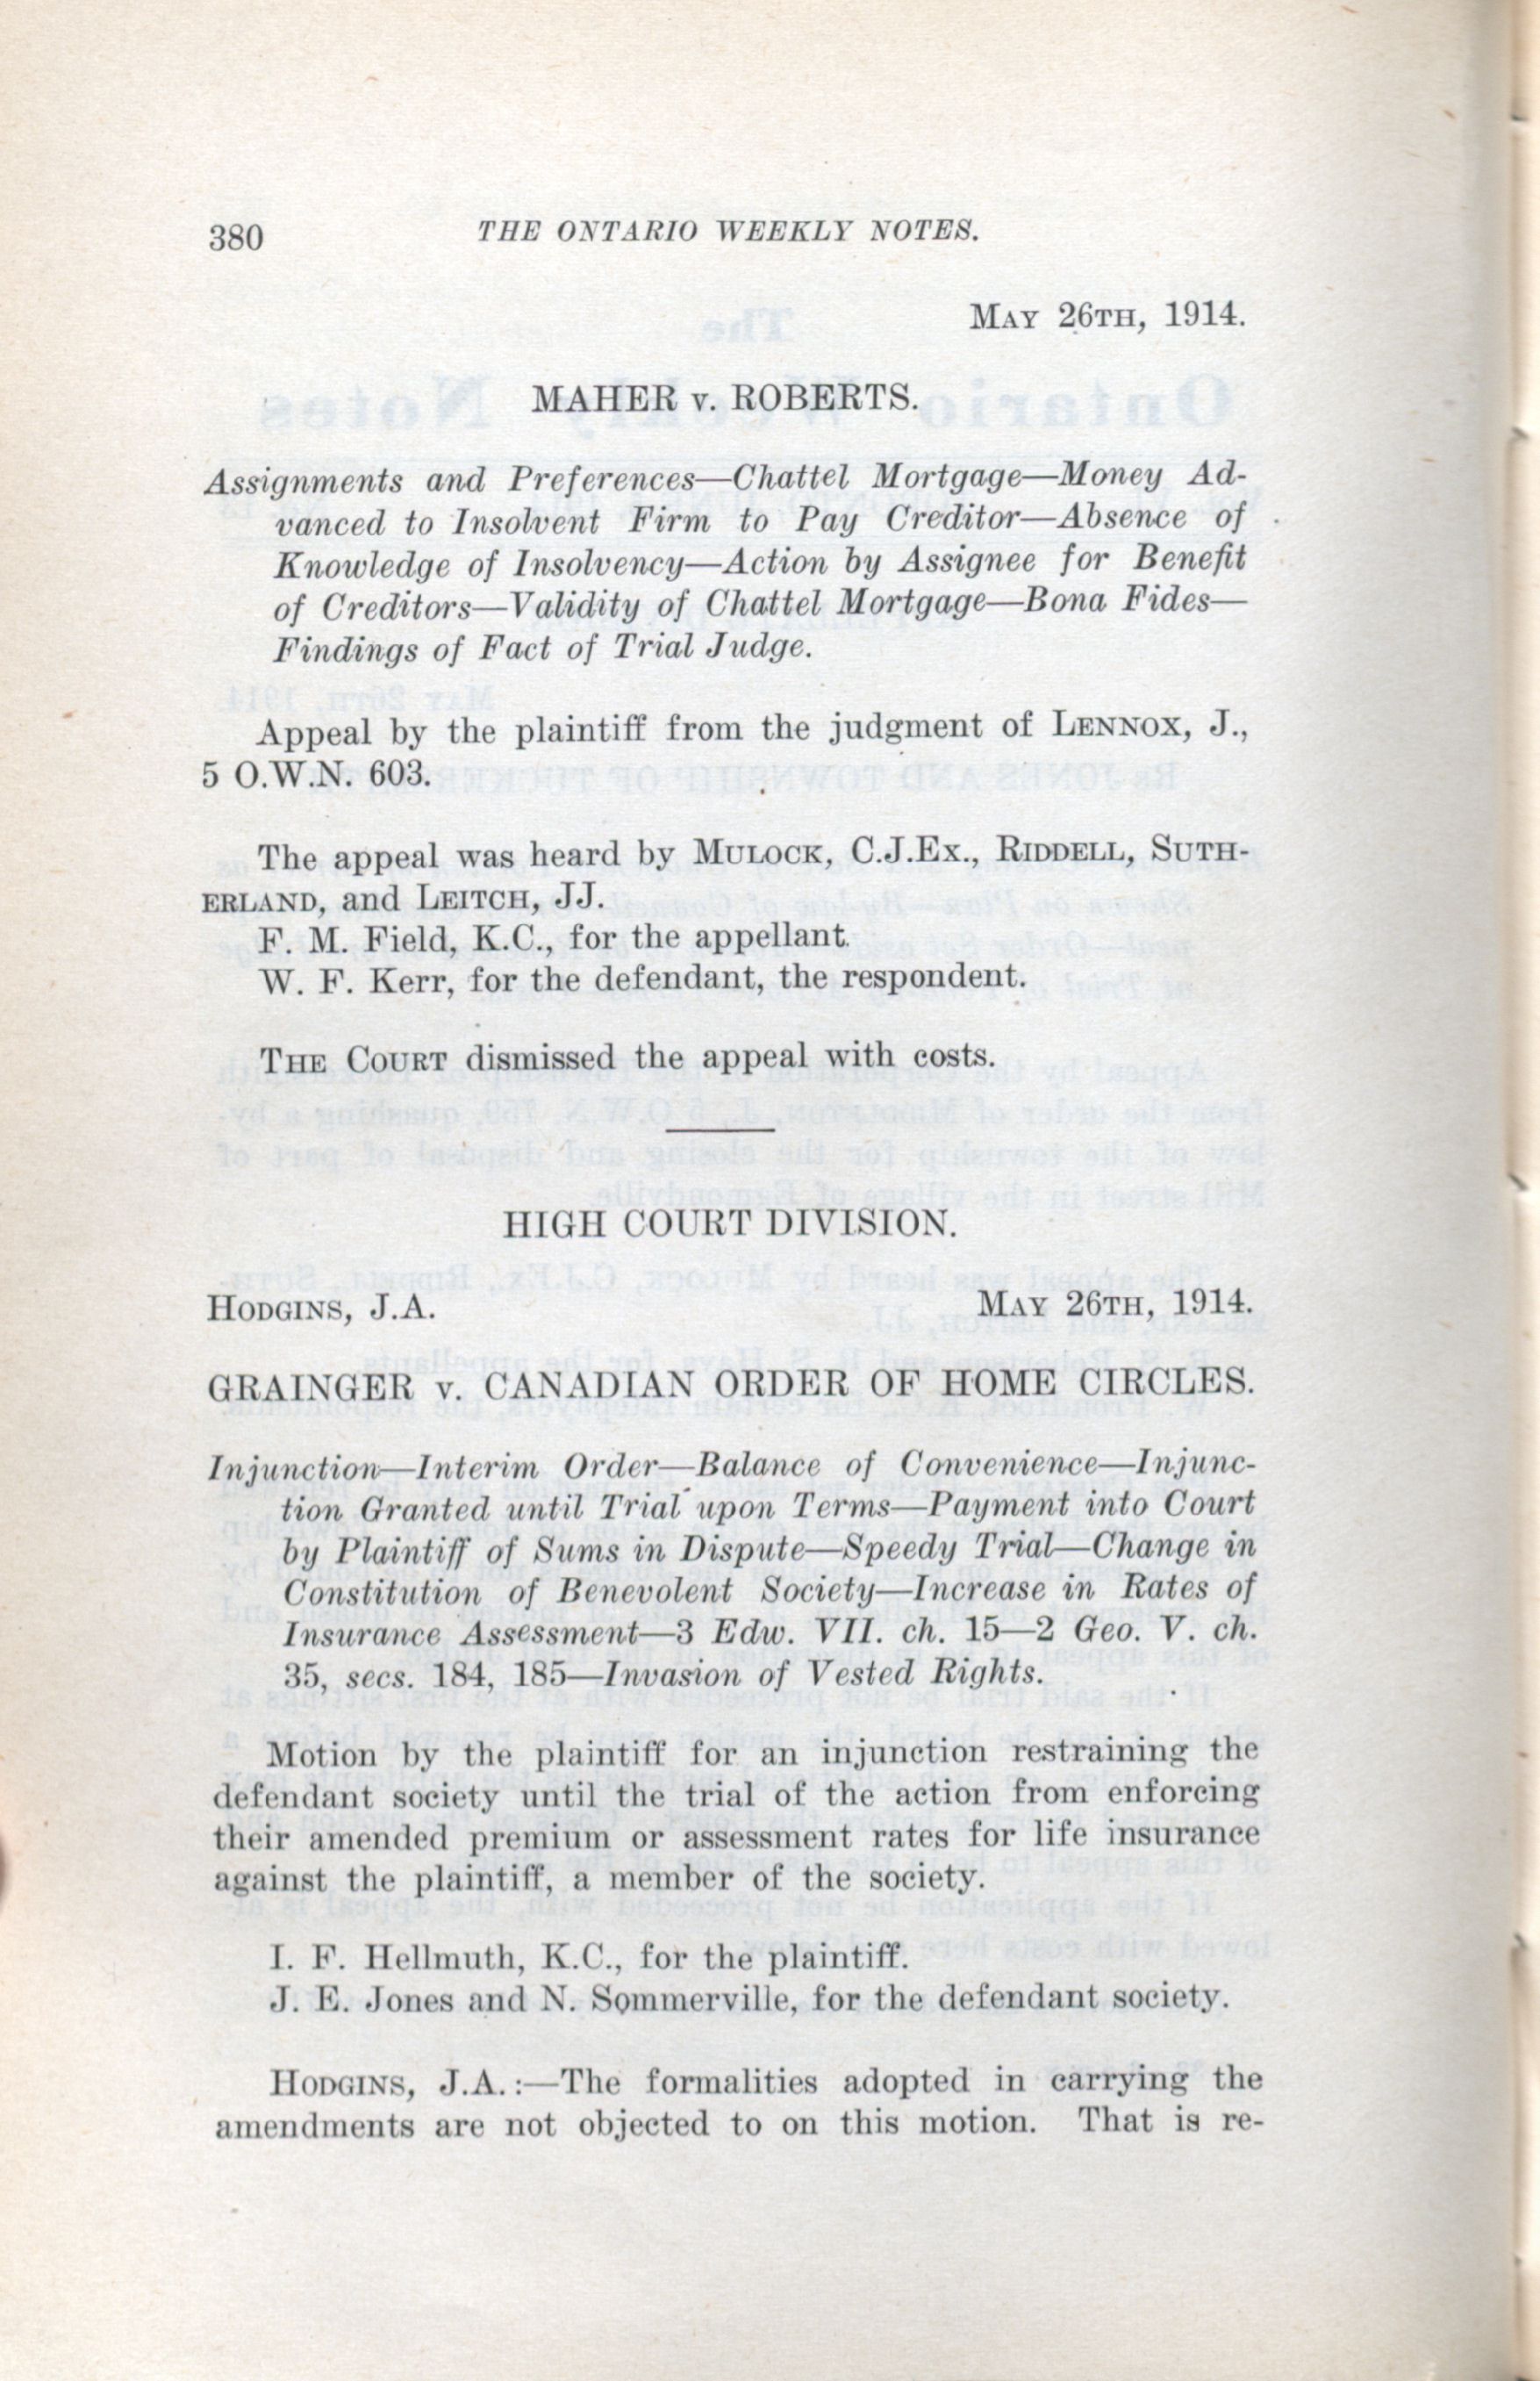 380
THE ONTARIO WEEKLY NOTES.
MAY 26TH, 1914.
MAHER v. ROBERTS.
Assignments and Preferences—Chattel Mortgage—Money Ad-
vanced to Insolvent Firm to Pay Creditor—Absence of
Knowledge of Insolvency—Action by Assignee for Benefit
of Creditors—Validity of Chattel Mortgage—Bona Fides—
Findings of Fact of Trial Judge.
Appeal by the plaintiff from the judgment of LENNOX, J.,
5 O.W.N. 603.
The appeal was heard by MULOCK, C.J.Ex., RIDDELL, SUTH-
ERLAND, and LEITCH, JJ.
F. M. Field, K.C., for the appellant.
W. F. Kerr, for the defendant, the respondent.
THE COURT dismissed the appeal with costs.
HIGH COURT DIVISION.
HODGINS, J.A. MAY 26TH, 1914.
GRAINGER v. CANADIAN ORDER OF HOME CIRCLES.
Injunction—Interim Order—Balance of Convenience—Injunc-
tion Granted until Trial upon Terms—Payment into Court
by Plaintiff of Sums in Dispute—Speedy Trial—Change in
Constitution of Benevolent Society—Increase in Rates of
Insurance Assessment—3 Edw. VII. ch. 15—2 Geo. V. ch.
35, secs. 184, 185—Invasion of Vested Rights.
Motion by the plaintiff for an injunction restraining the
defendant society until the trial of the action from enforcing
their amended premium or assessment rates for life insurance
against the plaintiff, a member of the society.
I. F. Hellmuth, K.C., for the plaintiff.
J. E. Jones and N. Sommerville, for the defendant society.
HODGINS, J.A.:—The formalities adopted in carrying the
amendments are not objected to on this motion. That is re-